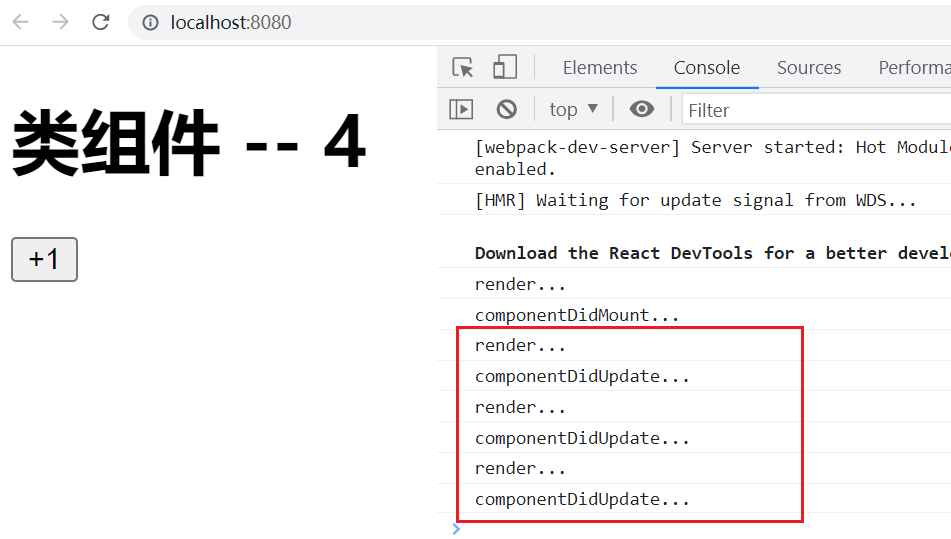 localhost:8080
Elements Console Sources Performa
top Filter
类组件 -- 4
+1
[webpack-dev-server] Server started: Hot Modul
enabled.
[HMR] Waiting for update signal from WDS...
Download the React DevTools for a better devel
render...
componentDidMount...
render...
componentDidUpdate...
render...
componentDidUpdate...
render...
componentDidUpdate...